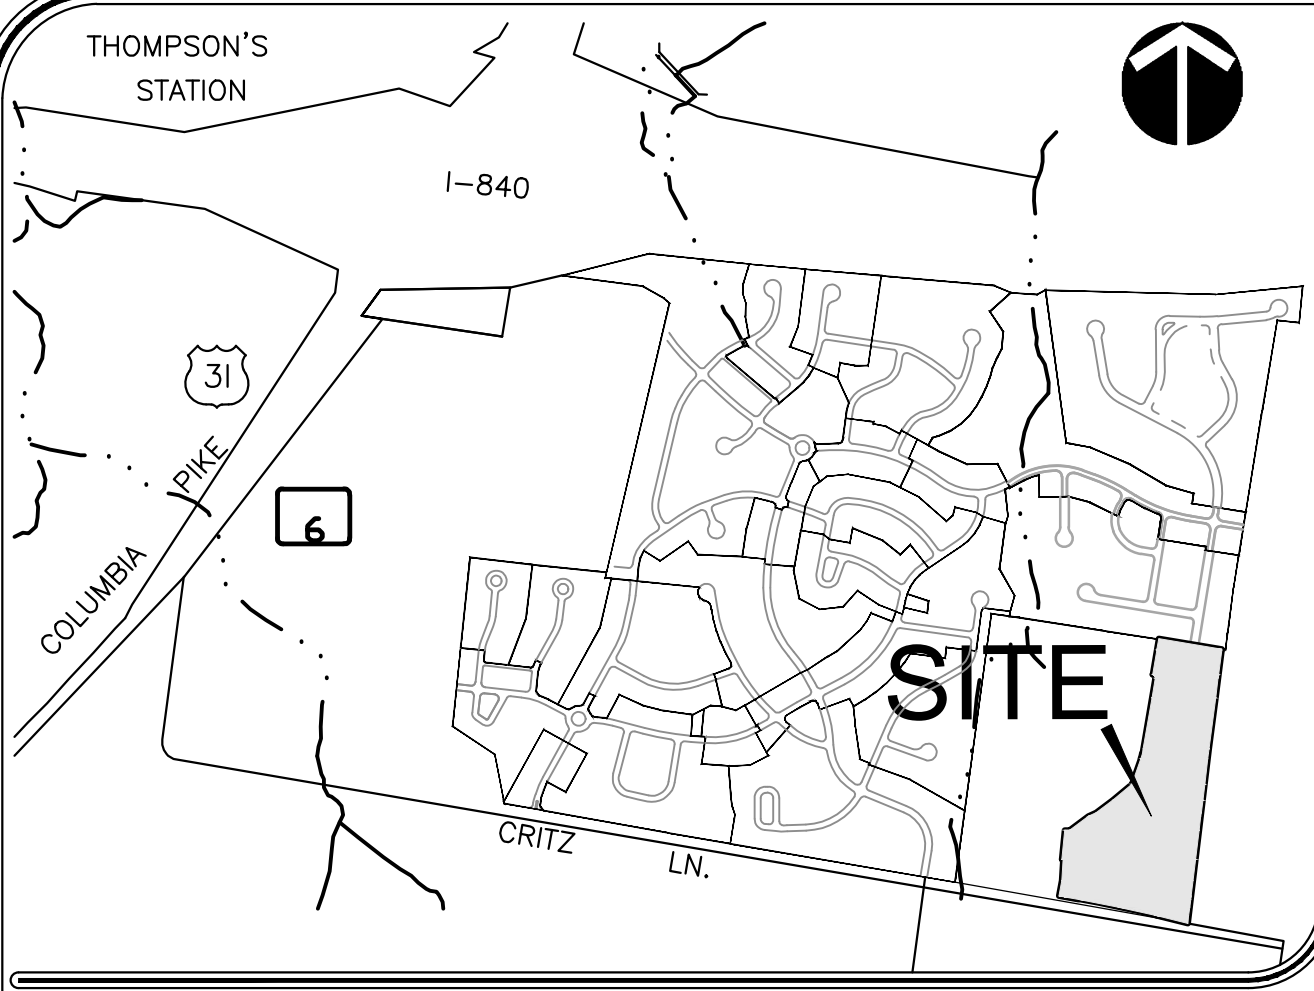 THOMPSON'S
STATION
I-840
31
PIKE
COLUMBIA
6
SITE
CRITZ
LN.